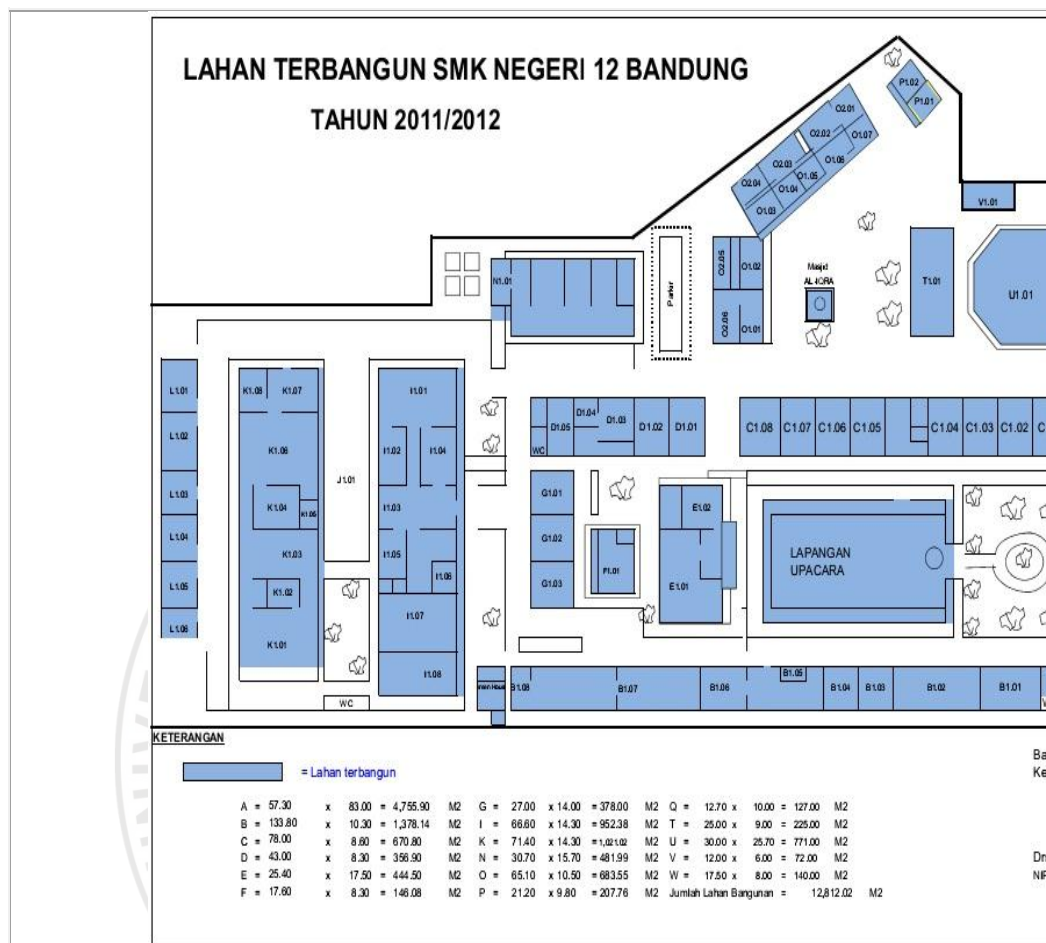 LAHAN TERBANGUN SMK NEGERI 12 BANDUNG
TAHUN 2011/2012
P1.02
P1.01
O2.01
O2.02
O1.07
O2.03
O1.06
O1.05
O2.04
O1.04
O1.03
V1.01
N1.01
Parkir
O2.05
O1.02
O2.06
O1.01
Masjid
AL-IQRA
T1.01
U1.01
L1.01
L1.02
L1.03
L1.04
L1.05
L1.06
K1.08
K1.07
K1.06
K1.04
K1.05
K1.03
K1.02
K1.01
J1.01
WC
I1.01
I1.02
I1.04
I1.03
I1.05
I1.06
I1.07
I1.08
WC
D1.05
D1.04
D1.03
D1.02
D1.01
C1.08
C1.07
C1.06
C1.05
C1.04
C1.03
C1.02
G1.01
G1.02
G1.03
F1.01
E1.02
E1.01
LAPANGAN
UPACARA
B1.08
B1.07
B1.06
B1.05
B1.04
B1.03
B1.02
B1.01
KETERANGAN
= Lahan terbangun
Ba
Ke
A = 57.30 x 83.00 = 4,755.90 M2 G = 27.00 x 14.00 = 378.00 M2 Q = 12.70 x 10.00 = 127.00 M2
B = 133.80 x 10.30 = 1,378.14 M2 I = 66.60 x 14.30 = 952.38 M2 T = 25.00 x 9.00 = 225.00 M2
C = 78.00 x 8.60 = 670.80 M2 K = 71.40 x 14.30 = 1,021.02 M2 U = 30.00 x 25.70 = 771.00 M2
D = 43.00 x 8.30 = 356.90 M2 N = 30.70 x 15.70 = 481.99 M2 V = 12.00 x 6.00 = 72.00 M2
E = 25.40 x 17.50 = 444.50 M2 O = 65.10 x 10.50 = 683.55 M2 W = 17.50 x 8.00 = 140.00 M2
F = 17.60 x 8.30 = 146.08 M2 P = 21.20 x 9.80 = 207.76 M2 Jumlah Lahan Bangunan = 12,812.02 M2